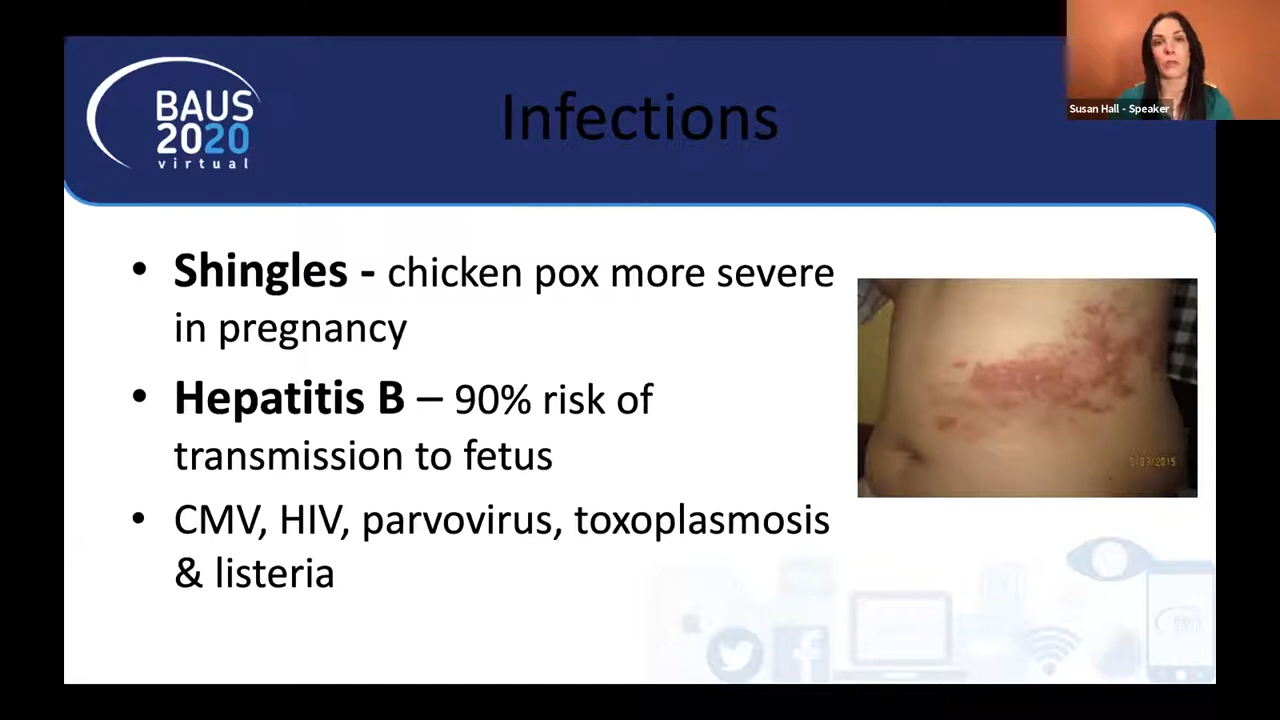 Susan Hall - Speaker
BAUS
2020
virtual
Infections
• Shingles - chicken pox more severe
in pregnancy
• Hepatitis B – 90% risk of
transmission to fetus
• CMV, HIV, parvovirus, toxoplasmosis
& listeria